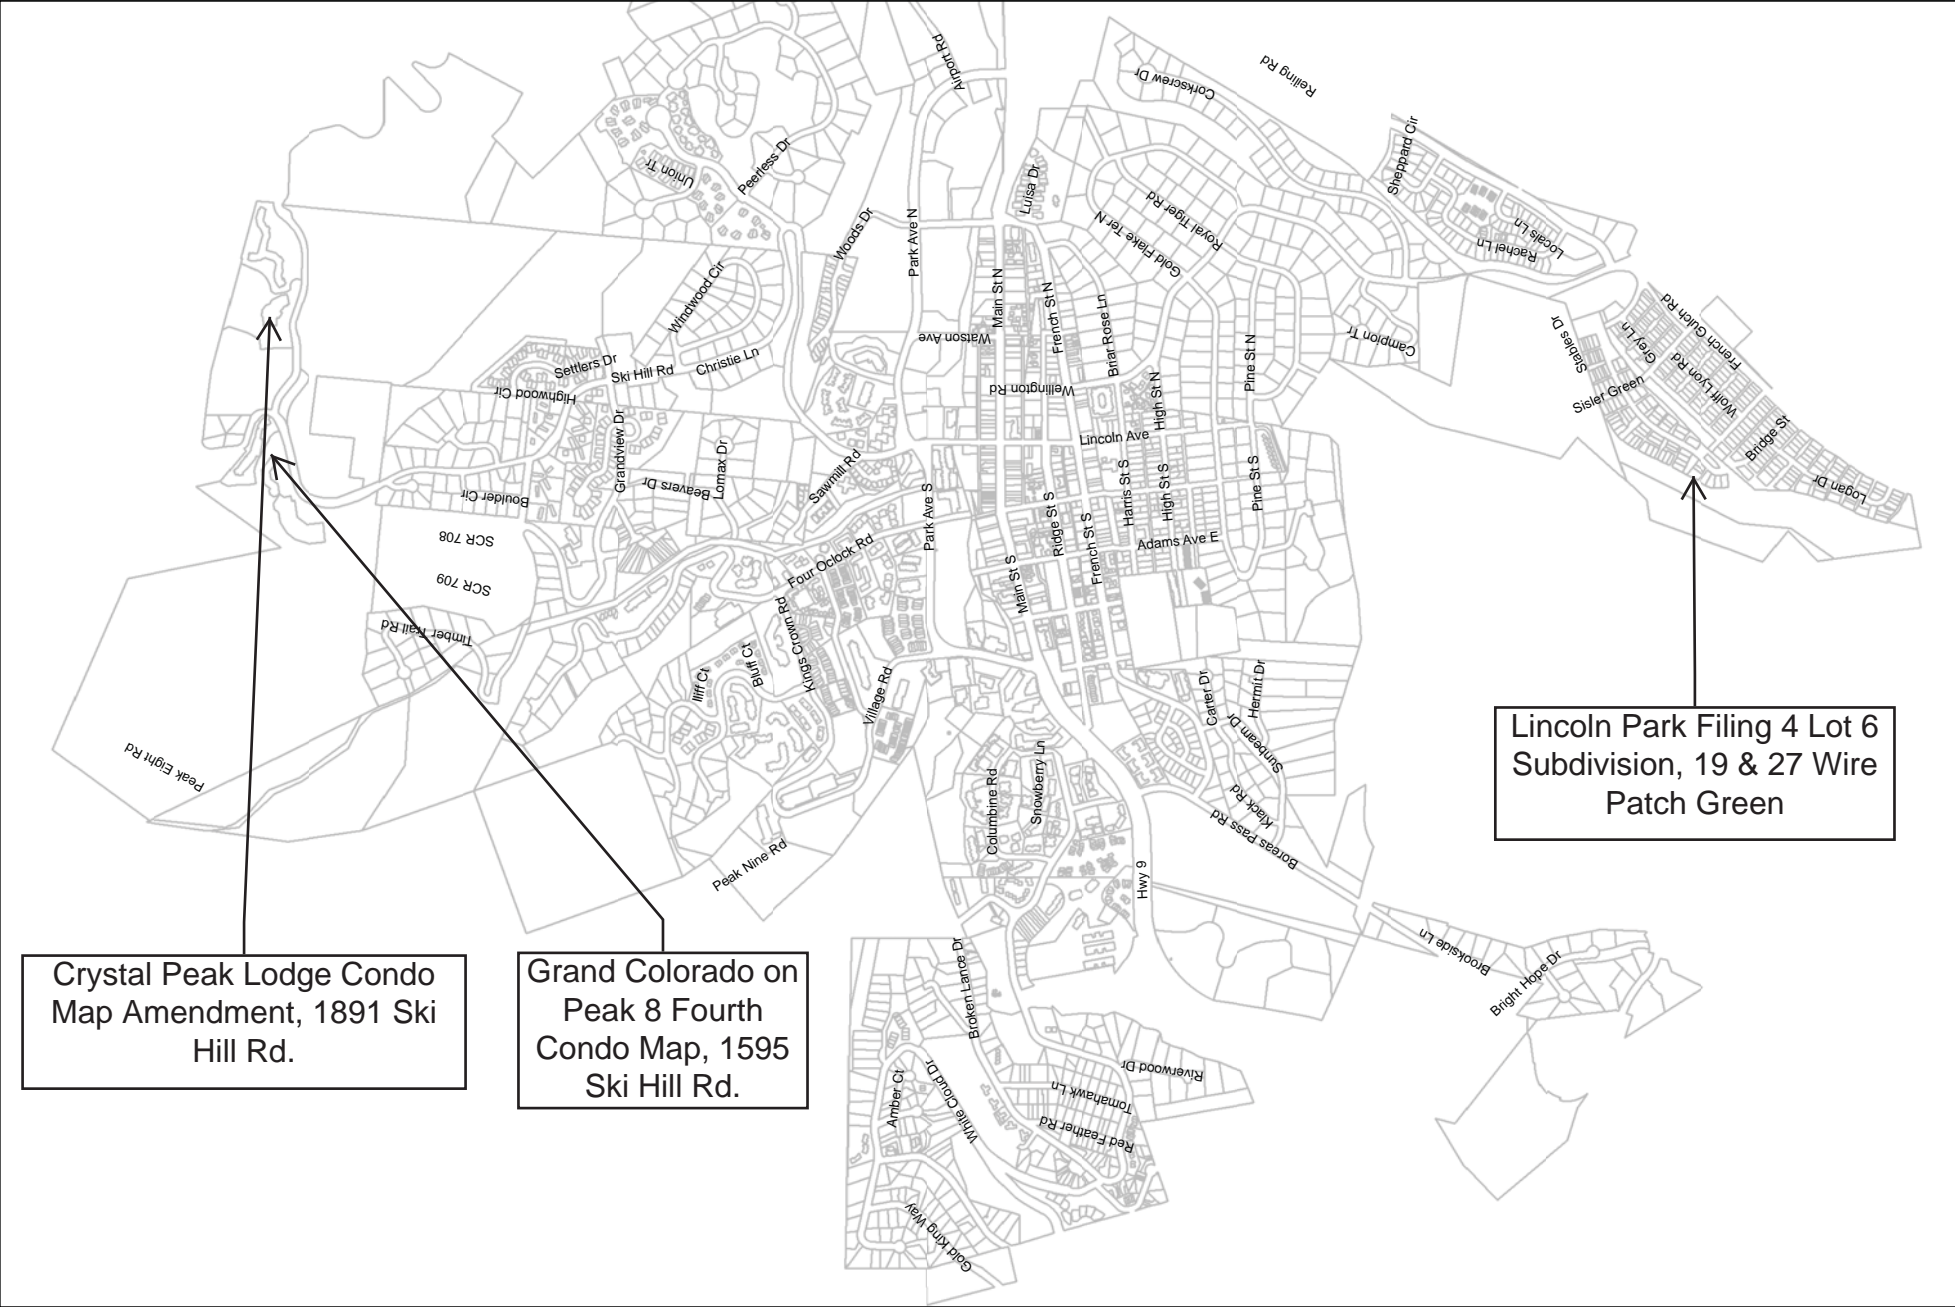 Airport Rd
Reiling Rd
Corkscrew Dr
Sheppard Cir
Union Tr
Peerless Dr
Luisa Dr
Royal Tiger Rd
Gold Flake Ter N
Locals Ln
Rachel Ln
Woods Dr
Park Ave N
Windwood Cir
Main St N
French St N
Briar Rose Ln
Watson Ave
Pine St N
Campion Tr
Stables Dr
Grey Ln
French Gulch Rd
Wolff Lyon Rd
Sisler Green
Bridge St
Logan Dr
Settlers Dr
Ski Hill Rd
Christie Ln
Highwood Cir
Wellington Rd
High St N
Lincoln Ave
Grandview Dr
Lomax Dr
Beavers Dr
Sawmill Rd
Boulder Cir
Park Ave S
Ridge St S
Harris St S
High St S
Pine St S
French St S
Adams Ave E
SCR 708
SCR 709
Four Oclock Rd
Main St S
Timber Trail Rd
Kings Crown Rd
Bluff Ct
Iliff Ct
Village Rd
Carter Dr
Hermit Dr
Sunbeam Dr
Klack Rd
Boreas Pass Rd
Peak Eight Rd
Columbine Rd
Snowberry Ln
Peak Nine Rd
Hwy 9
Lincoln Park Filing 4 Lot 6
Subdivision, 19 & 27 Wire
Patch Green
Brookside Ln
Bright Hope Dr
Broken Lance Dr
Crystal Peak Lodge Condo
Map Amendment, 1891 Ski
Hill Rd.
Grand Colorado on
Peak 8 Fourth
Condo Map, 1595
Ski Hill Rd.
Riverwood Dr
Tomahawk Ln
Red Feather Rd
White Cloud Dr
Amber Ct
Gold King Way